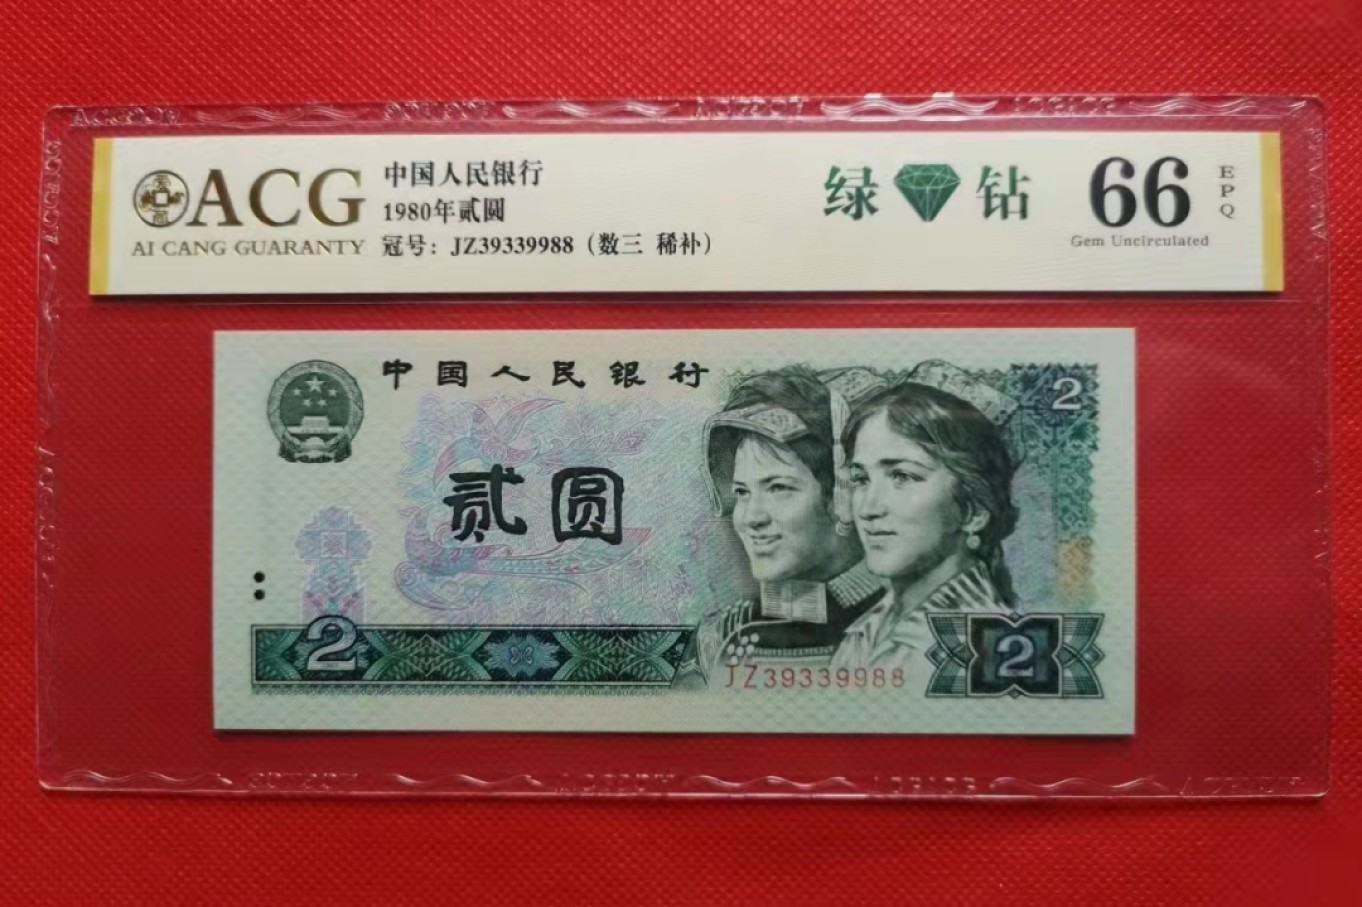 ACG
AI CANG GUARANTY
中国人民银行
1980年贰圆
冠号：JZ39339988（数三 稀补）
绿 钻
66
EPQ
Gem Uncirculated
中国人民银行
2
贰圆
2
JZ39339988
2